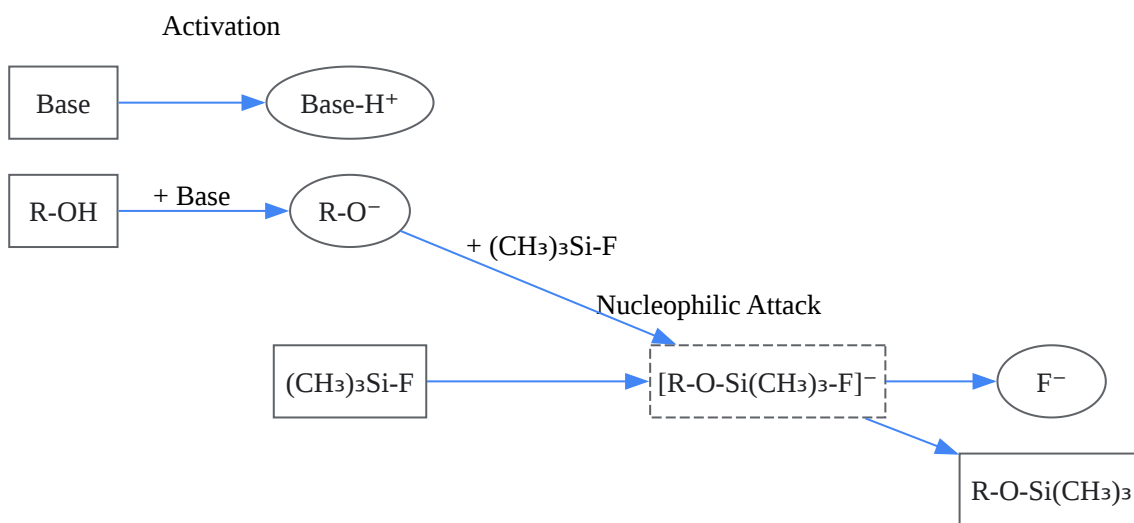 Activation
Base
Base-H⁺
R-OH
+ Base
R-O⁻
+ (CH₃)₃Si-F
Nucleophilic Attack
(CH₃)₃Si-F
[R-O-Si(CH₃)₃-F]⁻
F⁻
R-O-Si(CH₃)₃